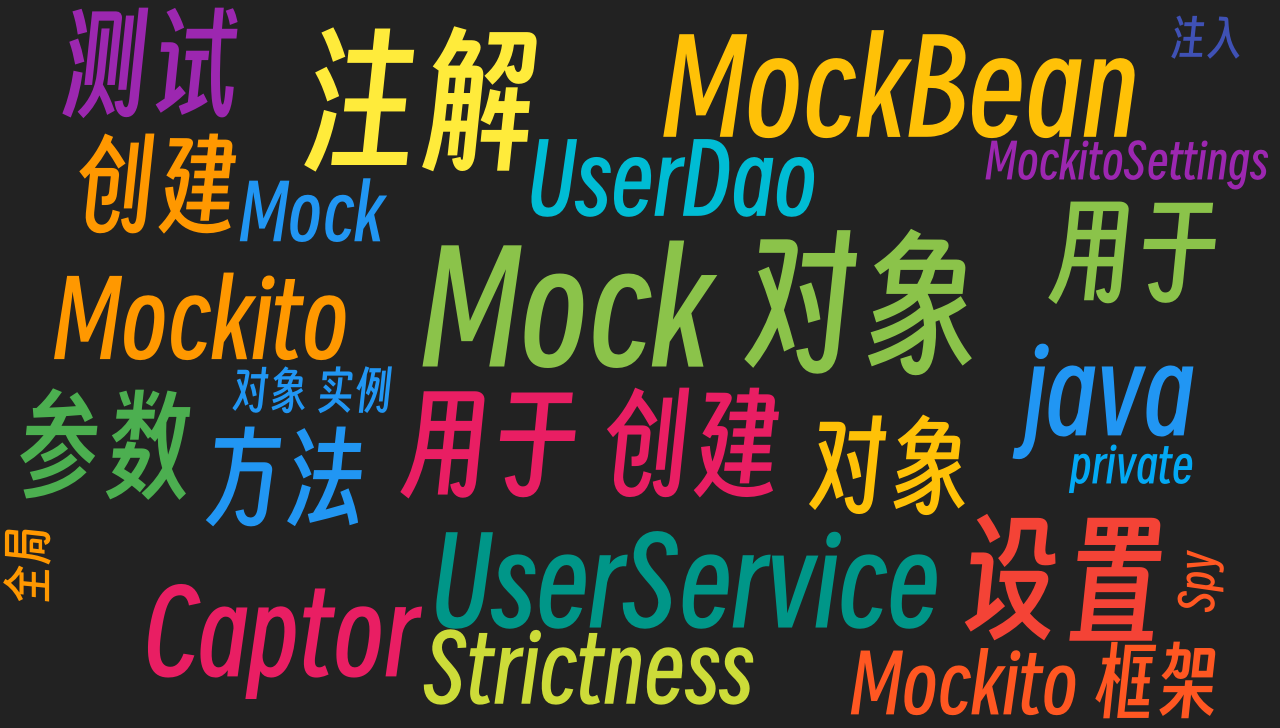 测试
注解
MockBean
注入
创建
UserDao
MockitoSettings
Mock
用于
Mock 对象
Mockito
java
对象 实例
参数
用于 创建
对象
方法
private
全局
UserService
设置
Spy
Captor
Strictness
Mockito 框架